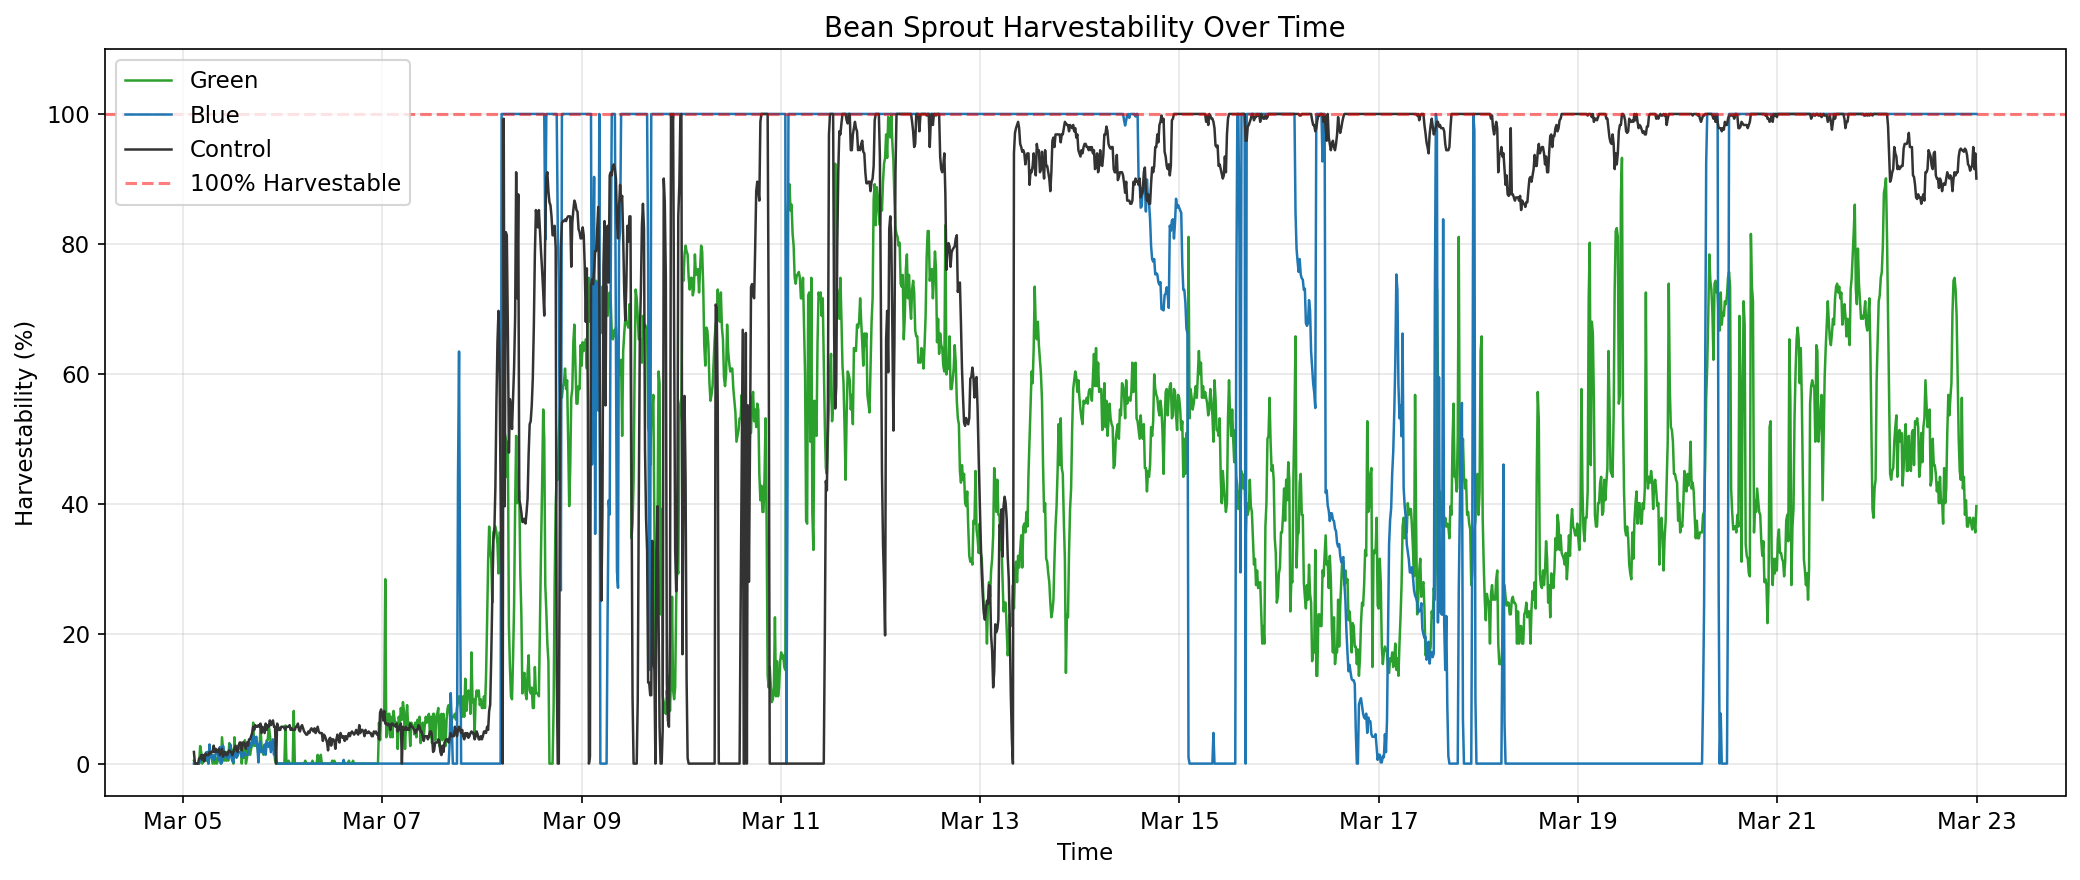 Bean Sprout Harvestability Over Time
Green
Blue
Control
100% Harvestable
Harvestability (%)
100
80
60
40
20
0
Mar 05 Mar 07 Mar 09 Mar 11 Mar 13 Mar 15 Mar 17 Mar 19 Mar 21 Mar 23
Time